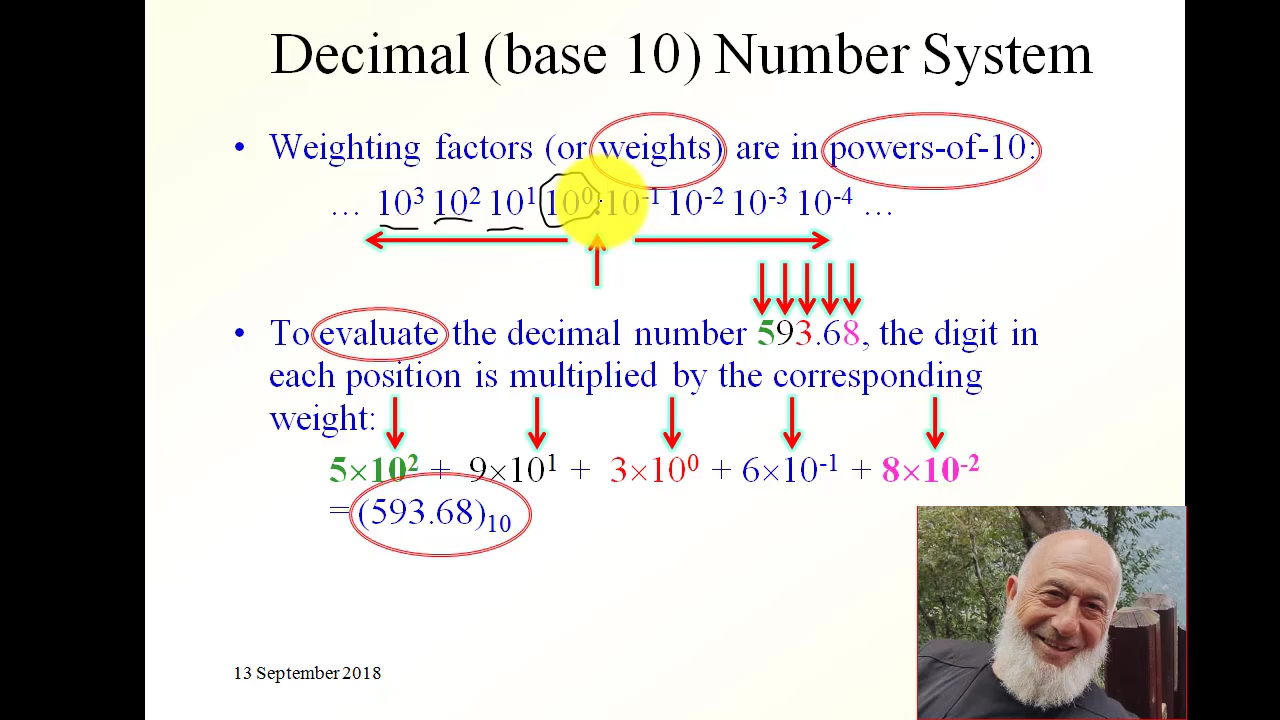 Decimal (base 10) Number System
• Weighting factors (or weights) are in powers-of-10:
… 10³ 10² 10¹ 10⁰.10⁻¹ 10⁻² 10⁻³ 10⁻⁴ …
• To evaluate the decimal number 593.68, the digit in
each position is multiplied by the corresponding
weight:
5×10² + 9×10¹ + 3×10⁰ + 6×10⁻¹ + 8×10⁻²
= (593.68)₁₀
13 September 2018